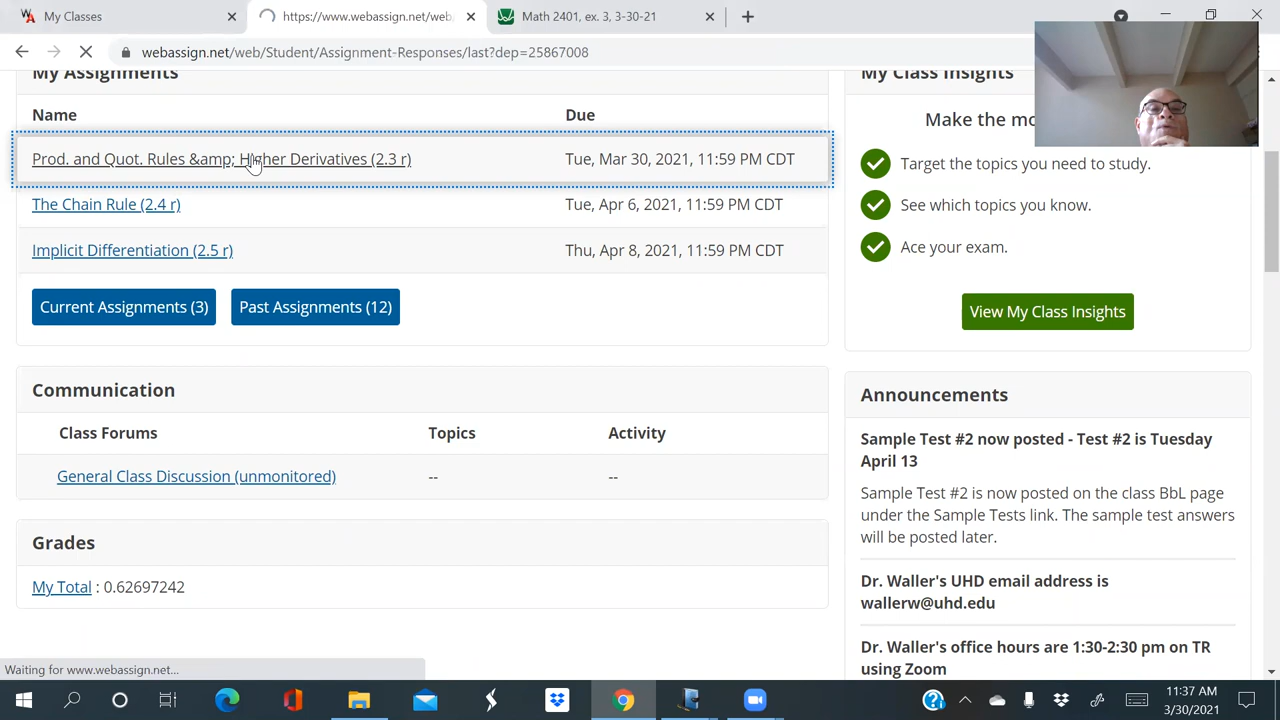 My Classes
https://www.webassign.net/web/
Math 2401, ex. 3, 3-30-21
webassign.net/web/Student/Assignment-Responses/last?dep=25867008
My Assignments
My Class Insights
Name Due
Make the mo
Prod. and Quot. Rules &amp; Higher Derivatives (2.3 r) Tue, Mar 30, 2021, 11:59 PM CDT
Target the topics you need to study.
The Chain Rule (2.4 r) Tue, Apr 6, 2021, 11:59 PM CDT
See which topics you know.
Implicit Differentiation (2.5 r) Thu, Apr 8, 2021, 11:59 PM CDT
Ace your exam.
Current Assignments (3) Past Assignments (12)
View My Class Insights
Communication
Class Forums Topics Activity
General Class Discussion (unmonitored) -- --
Grades
My Total : 0.62697242
Announcements
Sample Test #2 now posted - Test #2 is Tuesday
April 13
Sample Test #2 is now posted on the class BbL page
under the Sample Tests link. The sample test answers
will be posted later.
Dr. Waller's UHD email address is
wallerw@uhd.edu
Dr. Waller's office hours are 1:30-2:30 pm on TR
using Zoom
Waiting for www.webassign.net...
11:37 AM
3/30/2021